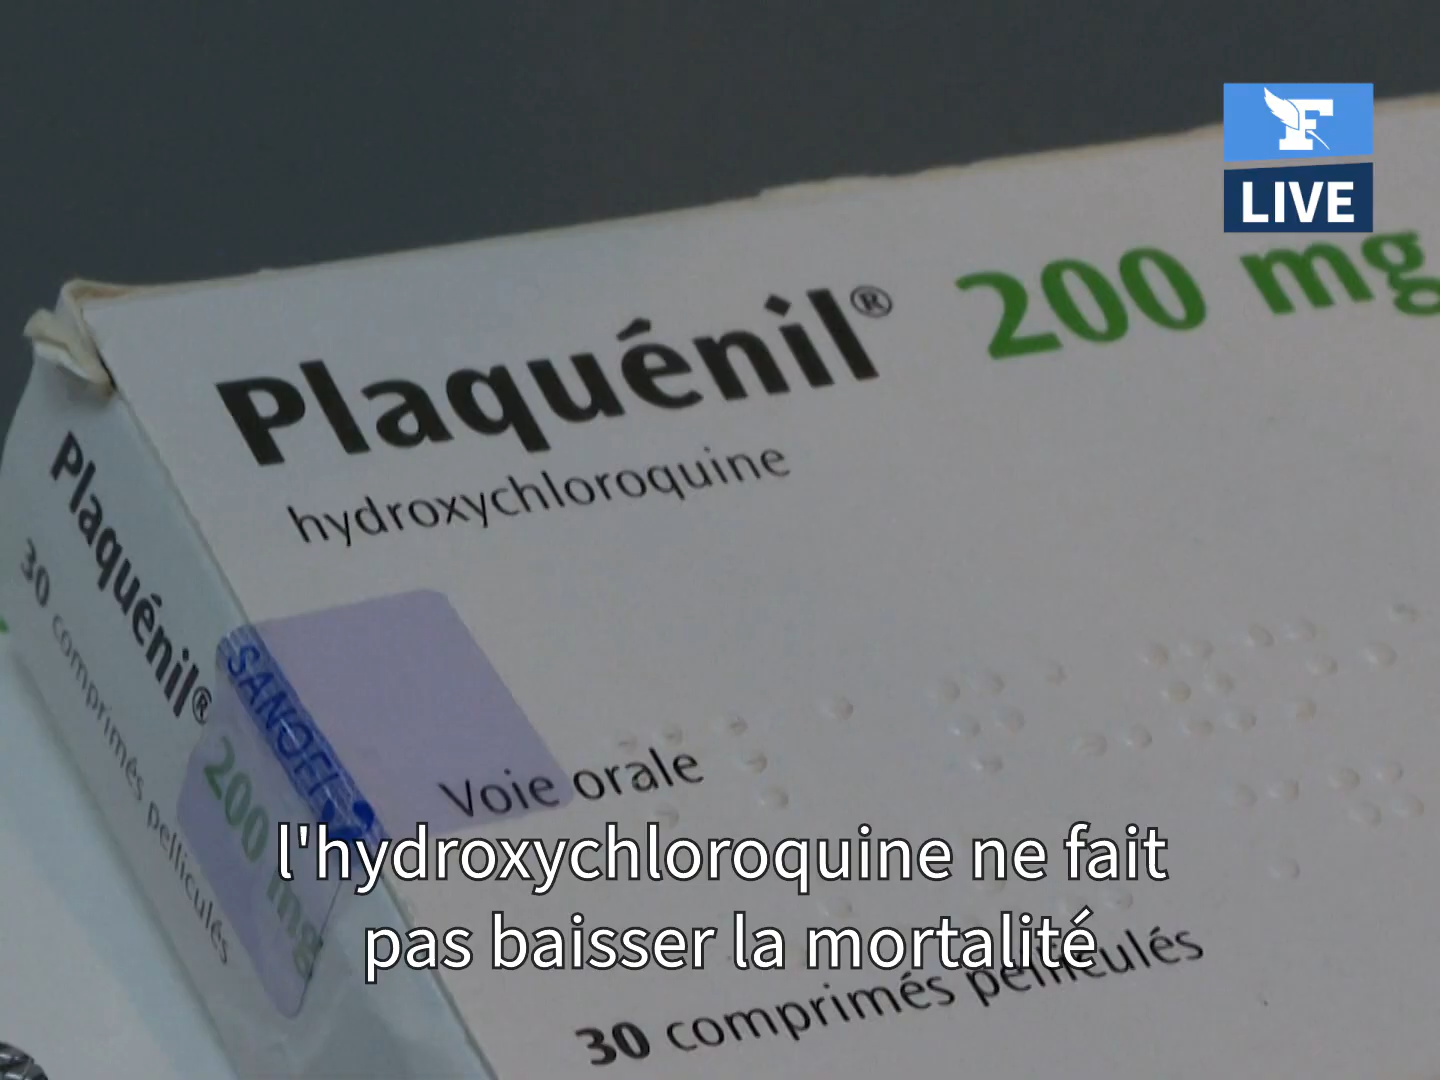 F
LIVE
Plaquénil® 200 mg
hydroxychloroquine
Plaquénil® 200 mg
30 comprimés pelliculés
SANOFI
Voie orale
l'hydroxychloroquine ne fait
pas baisser la mortalité
30 comprimés pelliculés